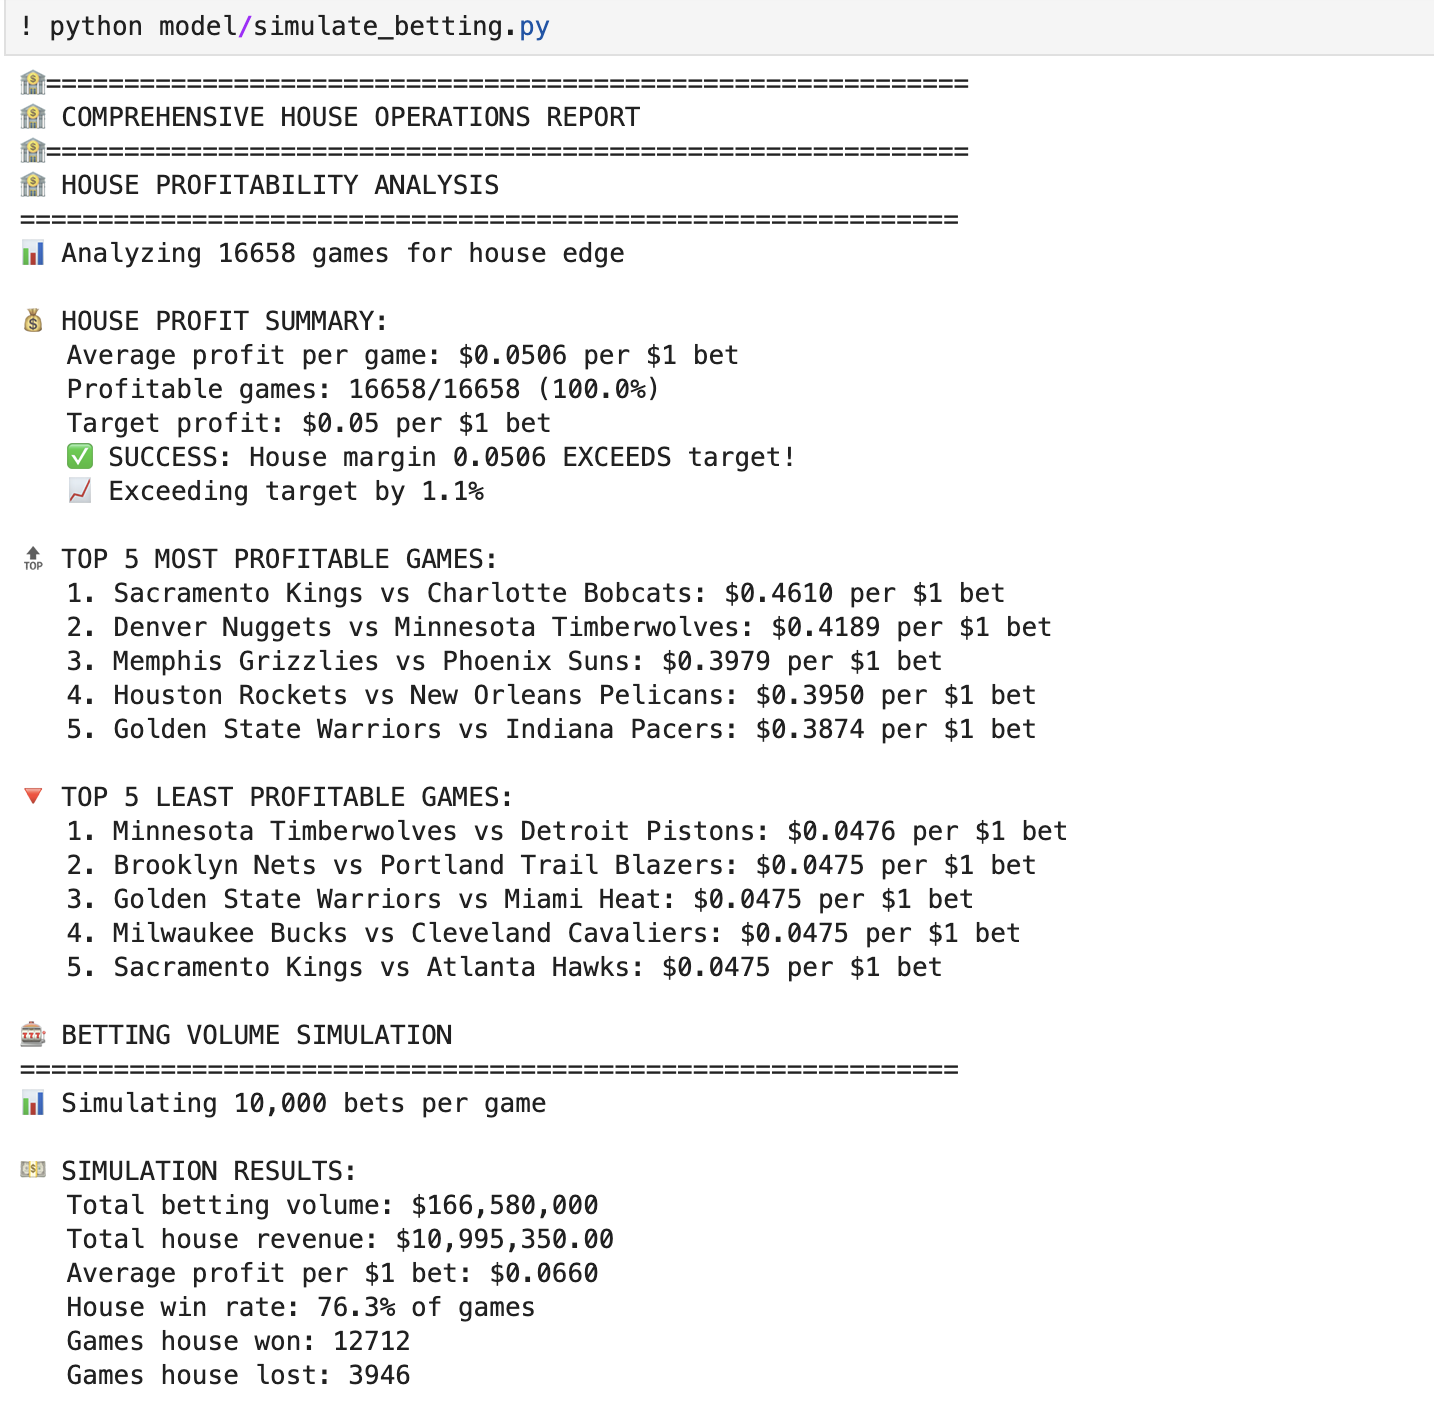 ! python model/simulate_betting.py
🏦============================================================
🏦 COMPREHENSIVE HOUSE OPERATIONS REPORT
🏦============================================================
🏦 HOUSE PROFITABILITY ANALYSIS
============================================================
📊 Analyzing 16658 games for house edge

💰 HOUSE PROFIT SUMMARY:
   Average profit per game: $0.0506 per $1 bet
   Profitable games: 16658/16658 (100.0%)
   Target profit: $0.05 per $1 bet
   ✅ SUCCESS: House margin 0.0506 EXCEEDS target!
   📈 Exceeding target by 1.1%

🔝 TOP 5 MOST PROFITABLE GAMES:
   1. Sacramento Kings vs Charlotte Bobcats: $0.4610 per $1 bet
   2. Denver Nuggets vs Minnesota Timberwolves: $0.4189 per $1 bet
   3. Memphis Grizzlies vs Phoenix Suns: $0.3979 per $1 bet
   4. Houston Rockets vs New Orleans Pelicans: $0.3950 per $1 bet
   5. Golden State Warriors vs Indiana Pacers: $0.3874 per $1 bet

🔻 TOP 5 LEAST PROFITABLE GAMES:
   1. Minnesota Timberwolves vs Detroit Pistons: $0.0476 per $1 bet
   2. Brooklyn Nets vs Portland Trail Blazers: $0.0475 per $1 bet
   3. Golden State Warriors vs Miami Heat: $0.0475 per $1 bet
   4. Milwaukee Bucks vs Cleveland Cavaliers: $0.0475 per $1 bet
   5. Sacramento Kings vs Atlanta Hawks: $0.0475 per $1 bet

🎰 BETTING VOLUME SIMULATION
============================================================
📊 Simulating 10,000 bets per game

💵 SIMULATION RESULTS:
   Total betting volume: $166,580,000
   Total house revenue: $10,995,350.00
   Average profit per $1 bet: $0.0660
   House win rate: 76.3% of games
   Games house won: 12712
   Games house lost: 3946